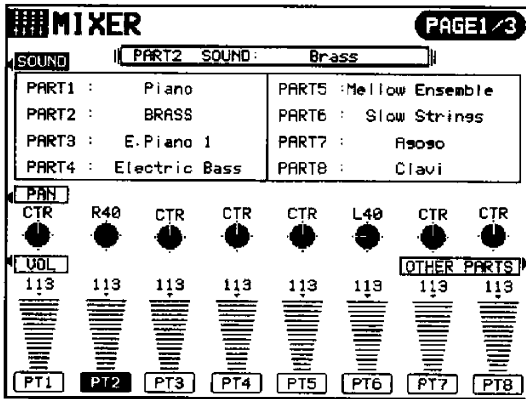 MIXER PAGE1/3
SOUND PART2 SOUND: Brass
PART1 : Piano PART5 :Mellow Ensemble
PART2 : BRASS PART6 : Slow Strings
PART3 : E.Piano 1 PART7 : Agogo
PART4 : Electric Bass PART8 : Clavi
PAN
CTR R40 CTR CTR CTR L40 CTR CTR
VOL OTHER PARTS
113 113 113 113 113 113 113 113
PT1 PT2 PT3 PT4 PT5 PT6 PT7 PT8